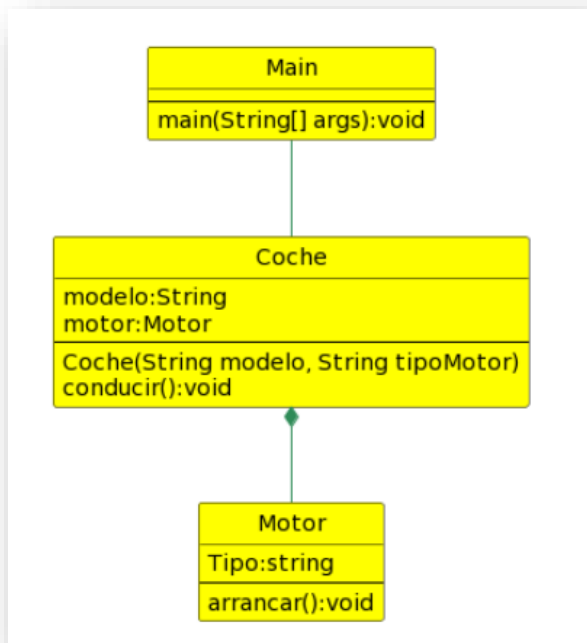 Main
main(String[] args):void
Coche
modelo:String
motor:Motor
Coche(String modelo, String tipoMotor)
conducir():void
Motor
Tipo:string
arrancar():void